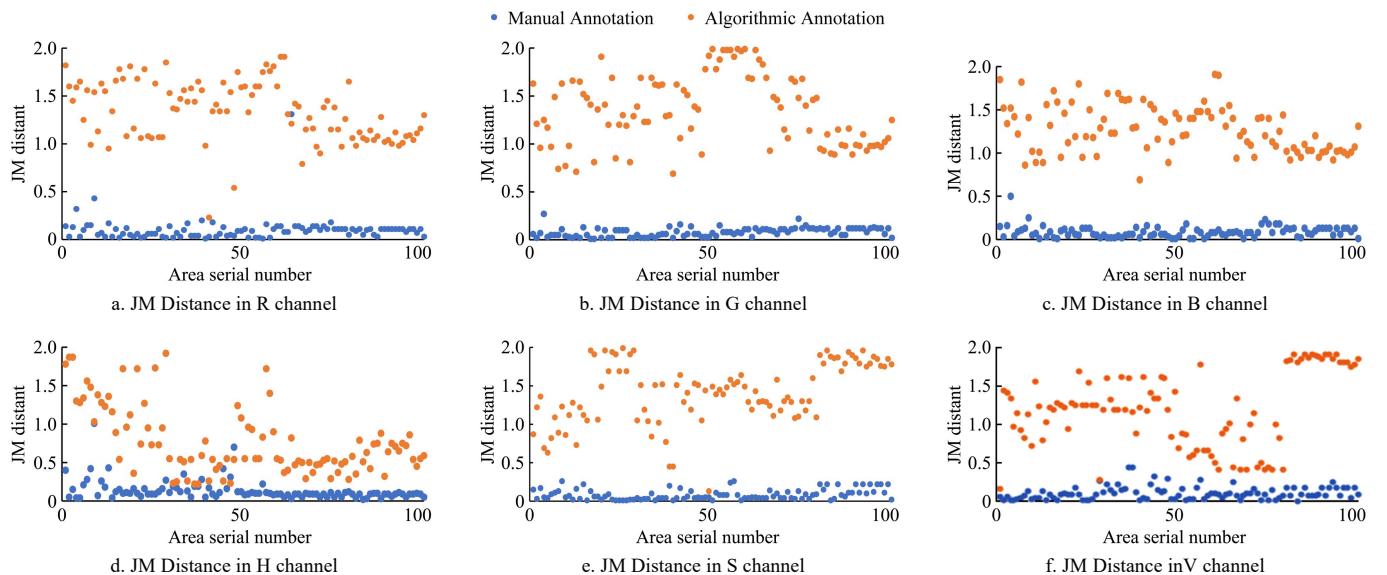 Manual Annotation Algorithmic Annotation
2.0
1.5
1.0
0.5
0
JM distant
0 50 100
Area serial number
a. JM Distance in R channel
2.0
1.5
1.0
0.5
0
JM distant
0 50 100
Area serial number
b. JM Distance in G channel
2.0
1.5
1.0
0.5
0
JM distant
0 50 100
Area serial number
c. JM Distance in B channel
2.0
1.5
1.0
0.5
0
JM distant
0 50 100
Area serial number
d. JM Distance in H channel
2.0
1.5
1.0
0.5
0
JM distant
0 50 100
Area serial number
e. JM Distance in S channel
2.0
1.5
1.0
0.5
0
JM distant
0 50 100
Area serial number
f. JM Distance inV channel